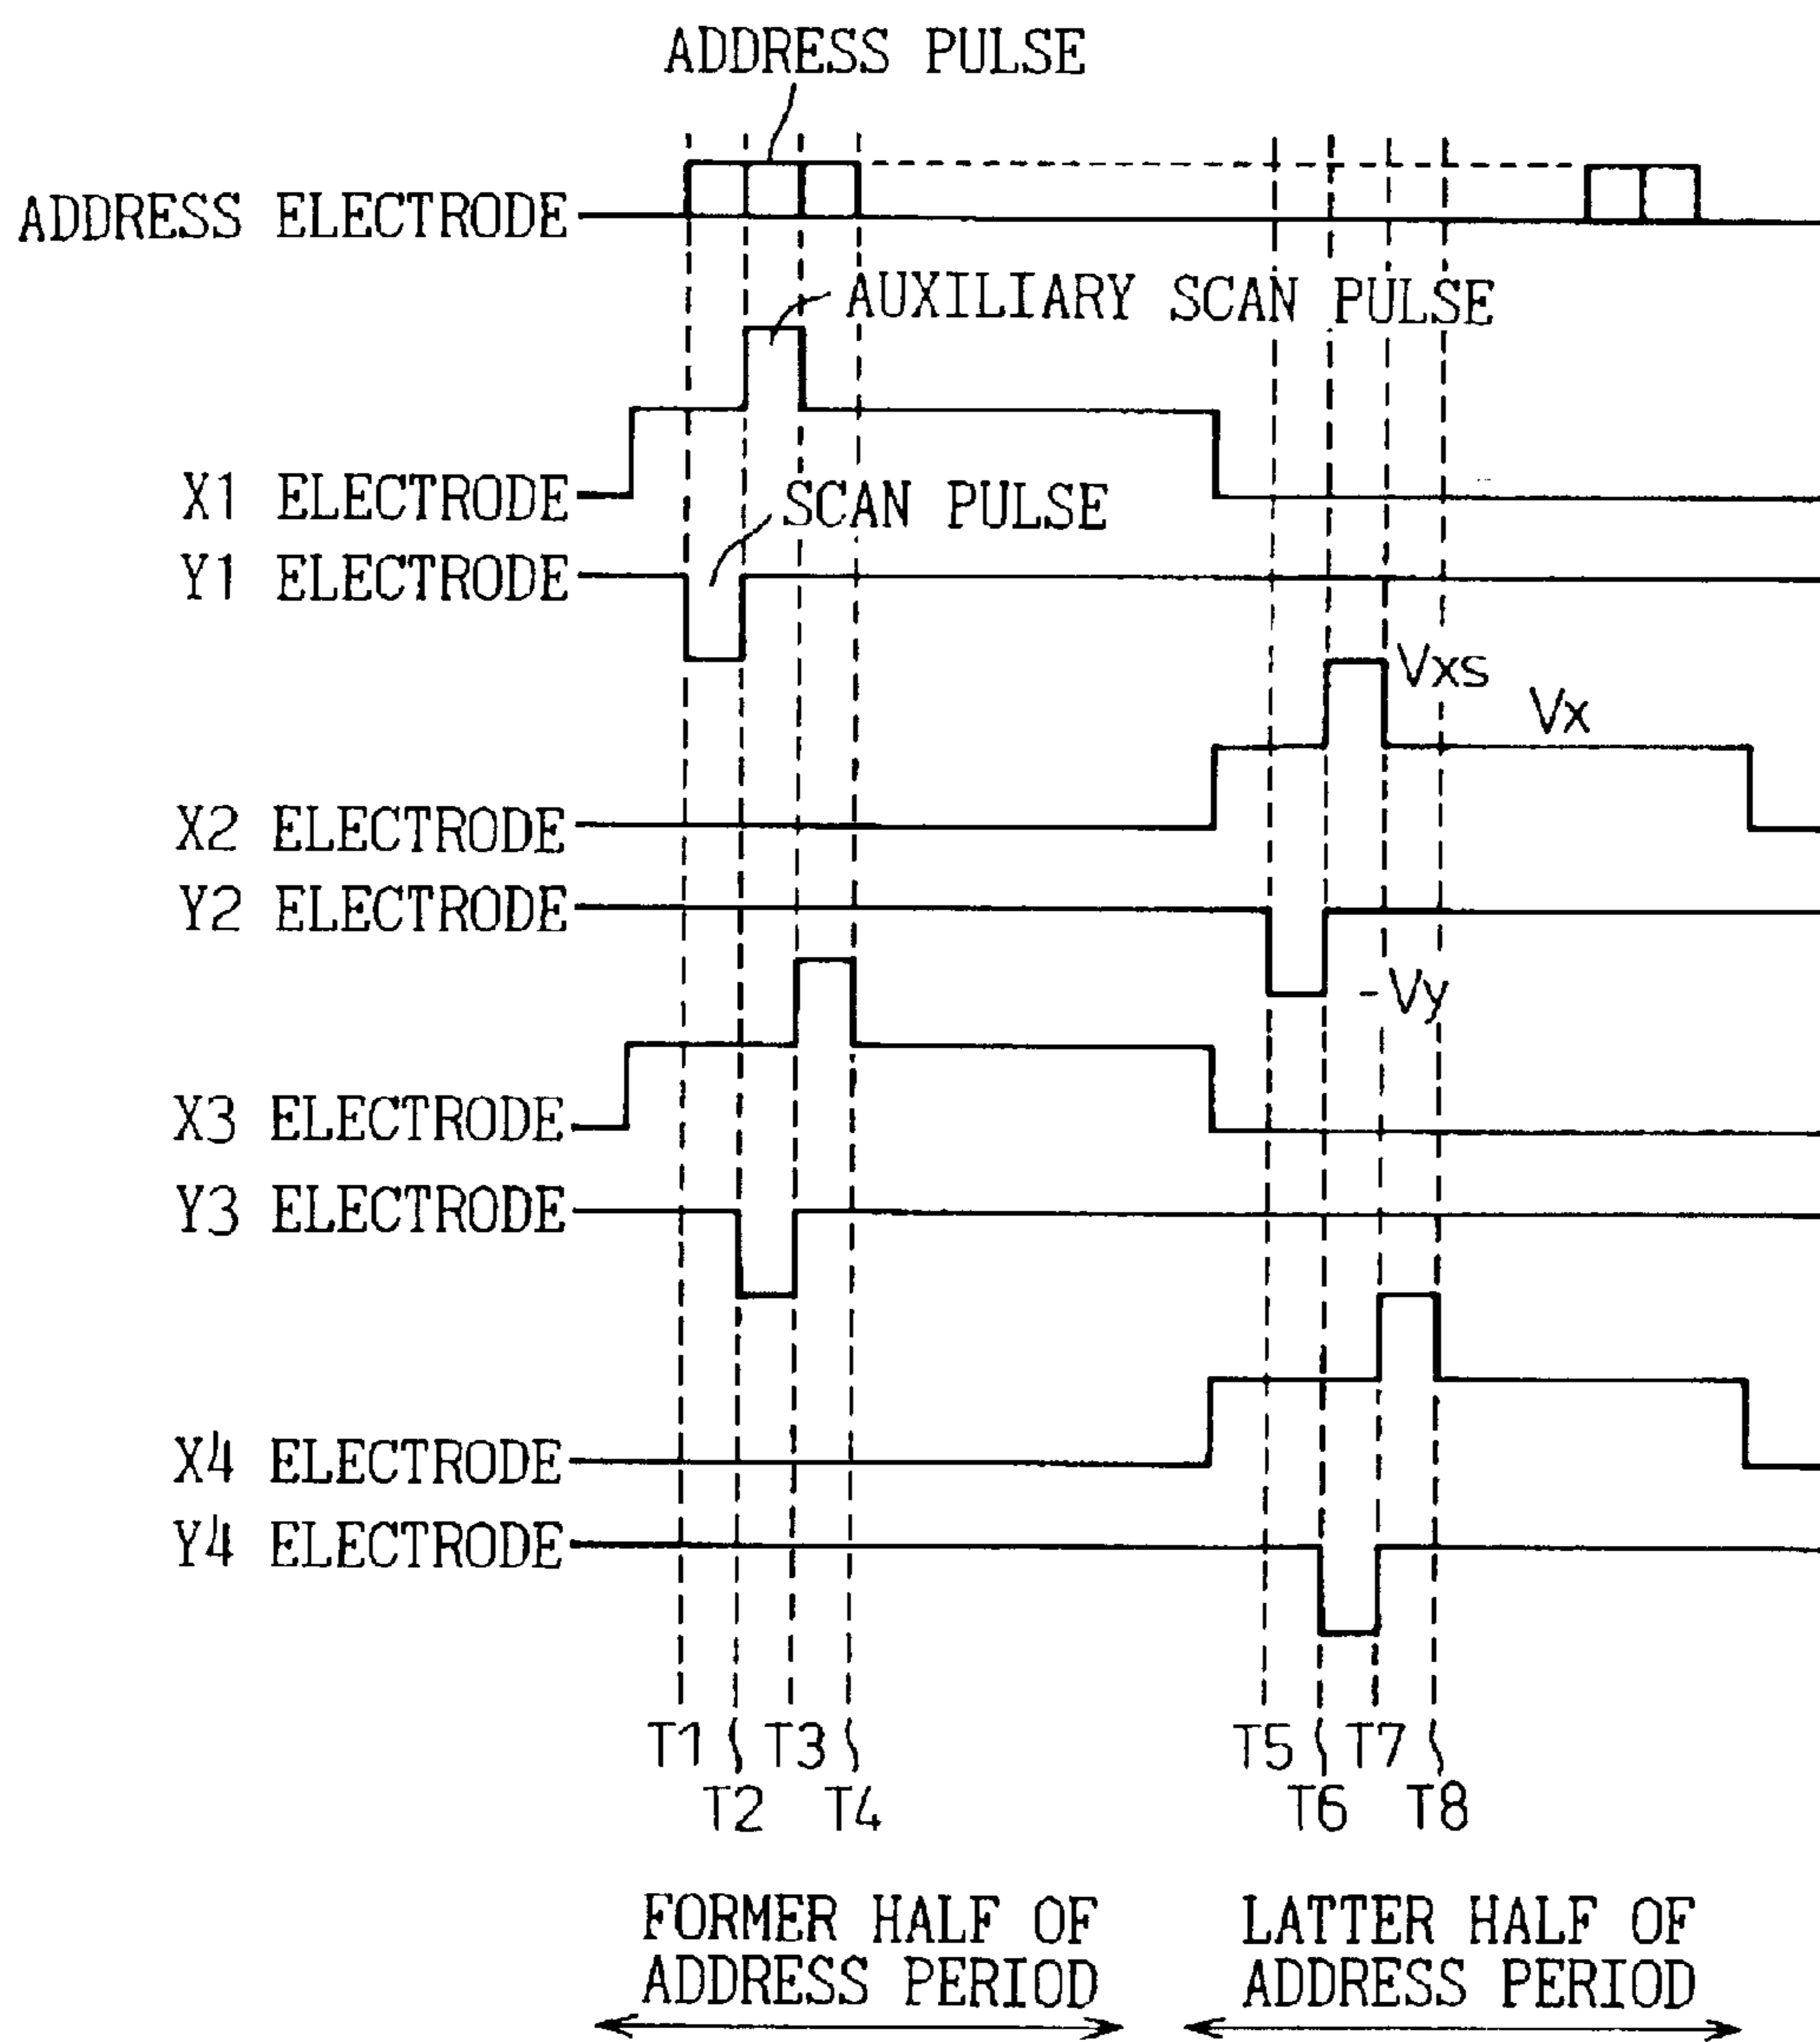 ADDRESS PULSE
ADDRESS ELECTRODE
AUXILIARY SCAN PULSE
X1 ELECTRODE
SCAN PULSE
Y1 ELECTRODE
Vxs
Vx
X2 ELECTRODE
Y2 ELECTRODE
-Vy
X3 ELECTRODE
Y3 ELECTRODE
X4 ELECTRODE
Y4 ELECTRODE
T1 T3 T5 T7
T2 T4 T6 T8
FORMER HALF OF
ADDRESS PERIOD
LATTER HALF OF
ADDRESS PERIOD